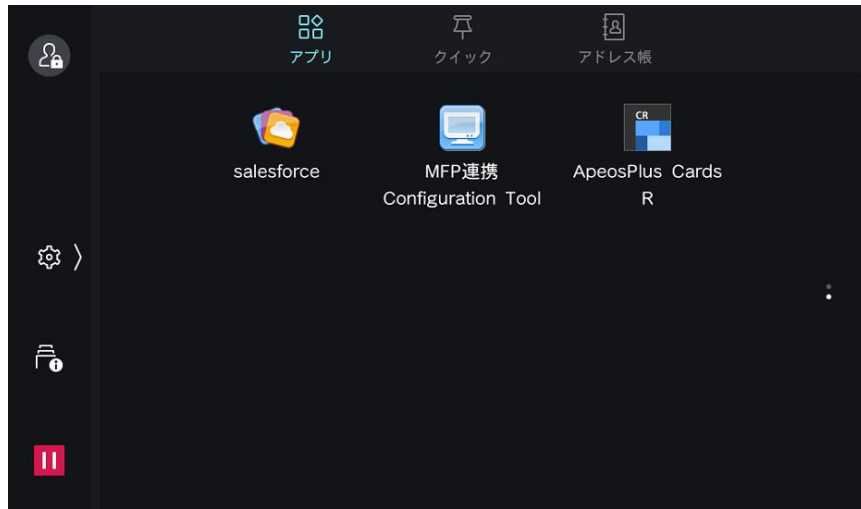 アプリ
クイック
アドレス帳
CR
salesforce
MFP連携
Configuration Tool
ApeosPlus Cards
R